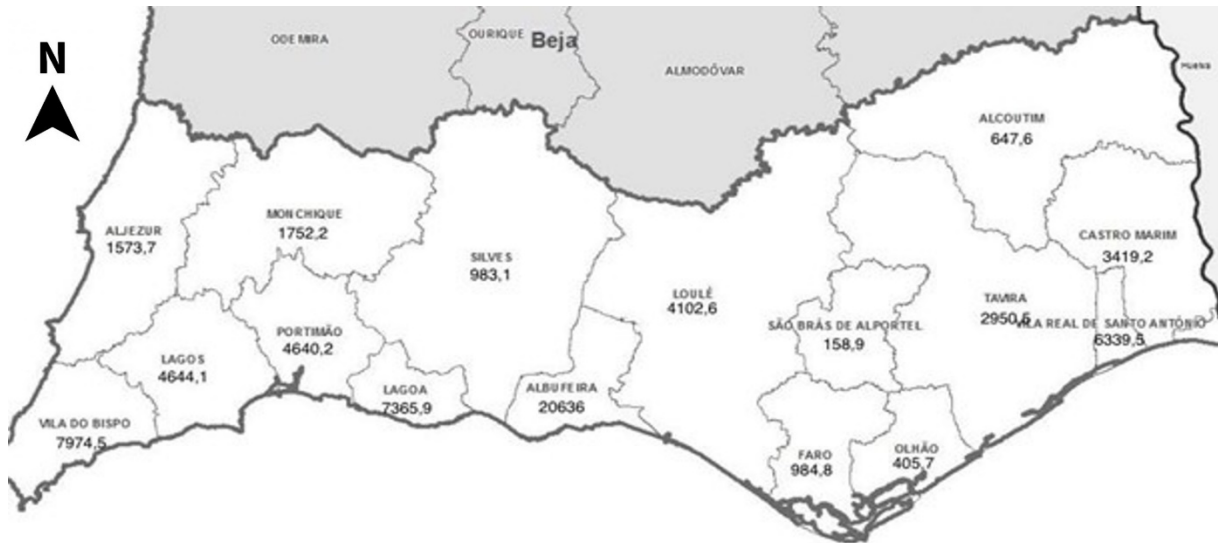 ODEMIRA
OURIQUE
Beja
ALMODÔVAR
HUELVA
N
ALCOUTIM
647,6
MONCHIQUE
1752,2
ALJEZUR
1573,7
CASTRO MARIM
3419,2
SILVES
983,1
LOULÉ
4102,6
TAVIRA
2950,5
SÃO BRÁS DE ALPORTEL
158,9
VILA REAL DE SANTO ANTÓNIO
6339,5
PORTIMÃO
4640,2
LAGOS
4644,1
LAGOA
7365,9
ALBUFEIRA
20636
VILA DO BISPO
7974,5
FARO
984,8
OLHÃO
405,7